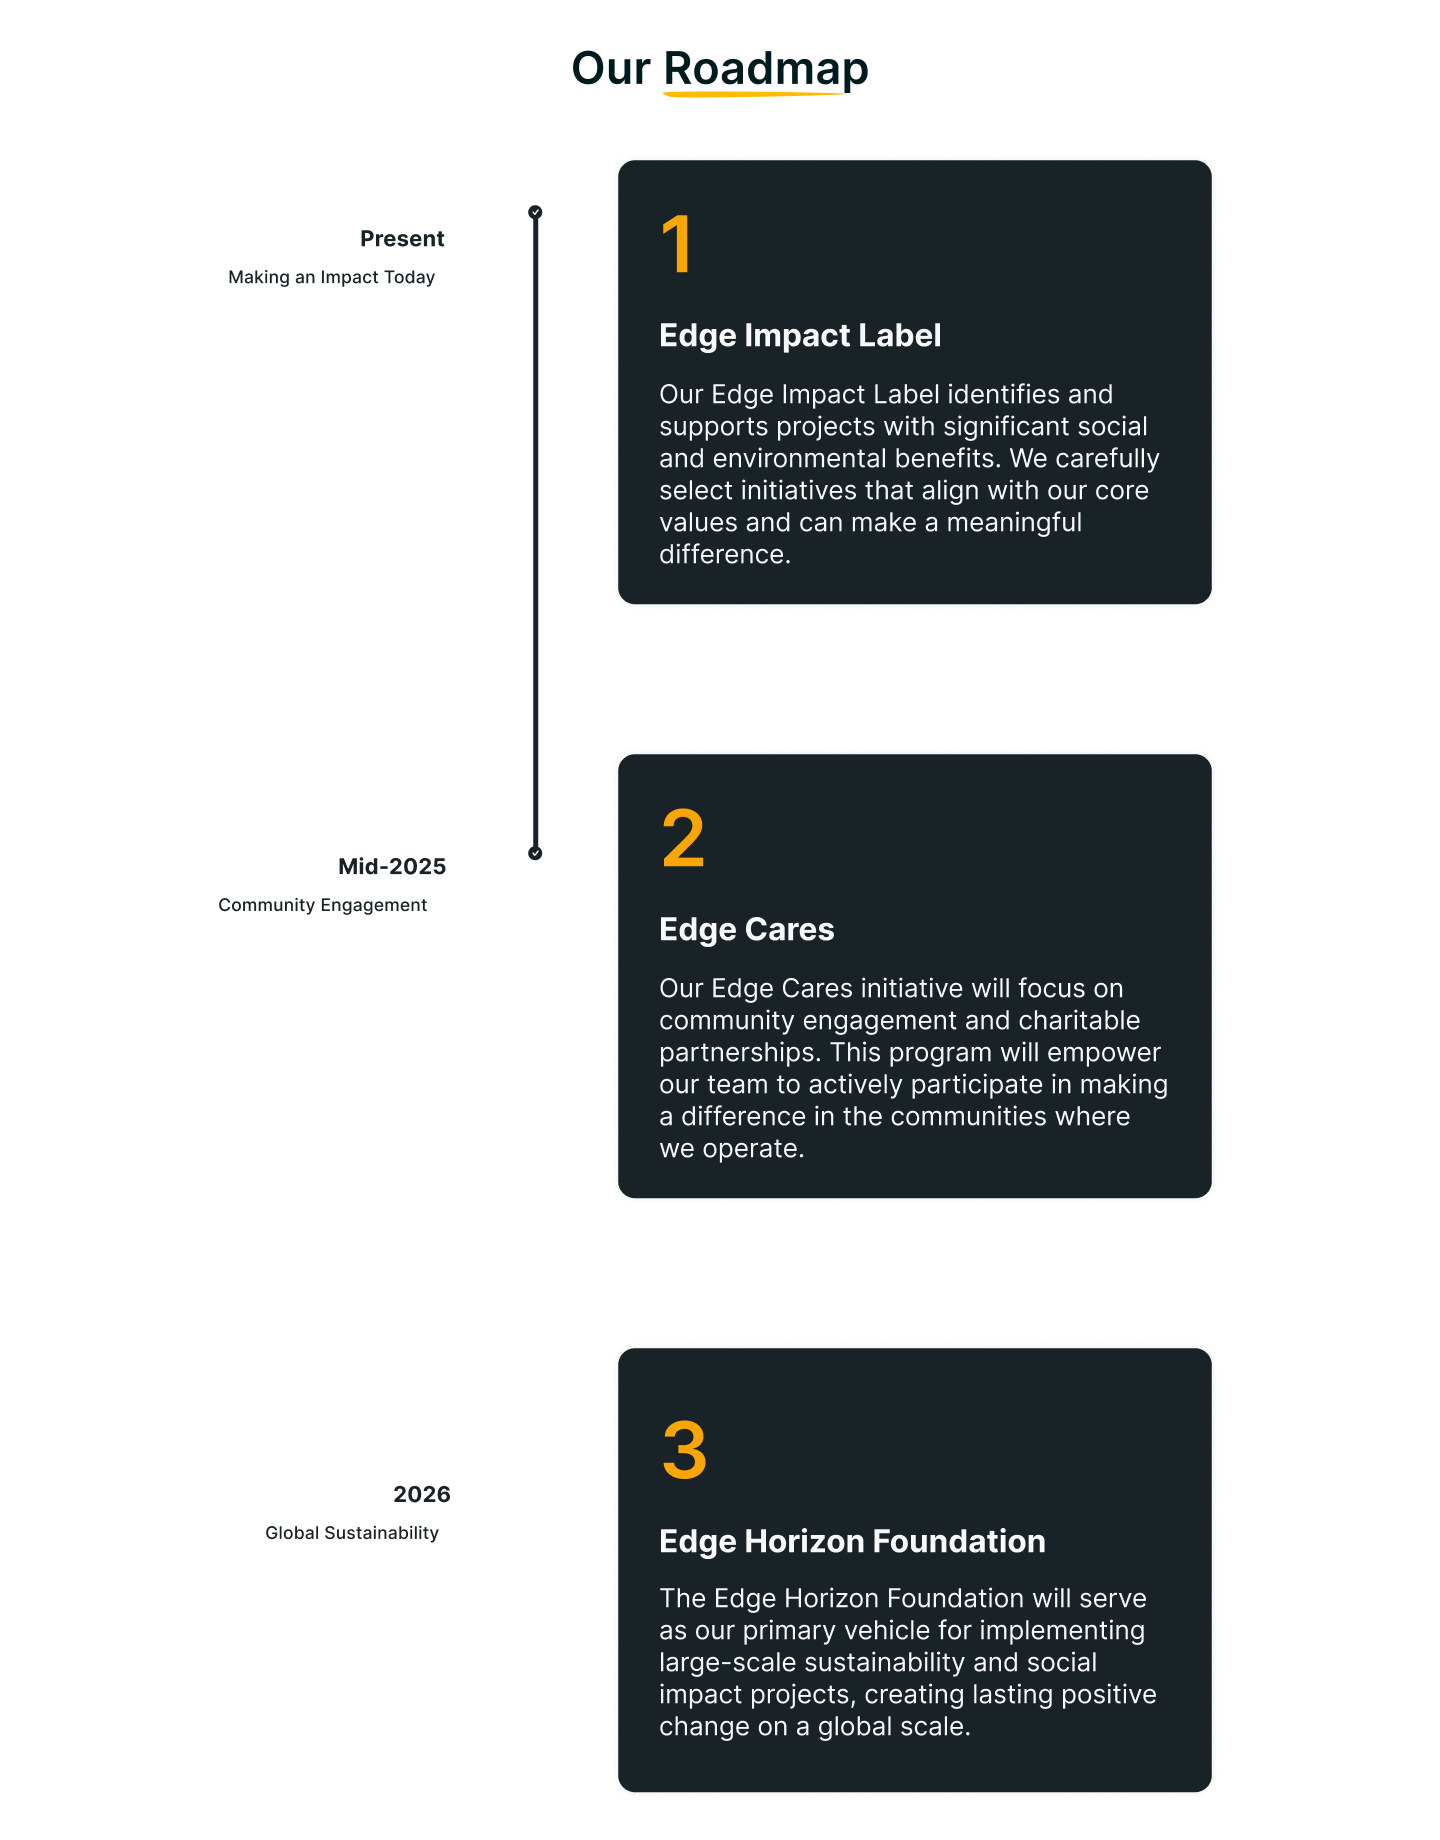 Our Roadmap
Present
Making an Impact Today
1
Edge Impact Label
Our Edge Impact Label identifies and
supports projects with significant social
and environmental benefits. We carefully
select initiatives that align with our core
values and can make a meaningful
difference.
Mid-2025
Community Engagement
2
Edge Cares
Our Edge Cares initiative will focus on
community engagement and charitable
partnerships. This program will empower
our team to actively participate in making
a difference in the communities where
we operate.
2026
Global Sustainability
3
Edge Horizon Foundation
The Edge Horizon Foundation will serve
as our primary vehicle for implementing
large-scale sustainability and social
impact projects, creating lasting positive
change on a global scale.